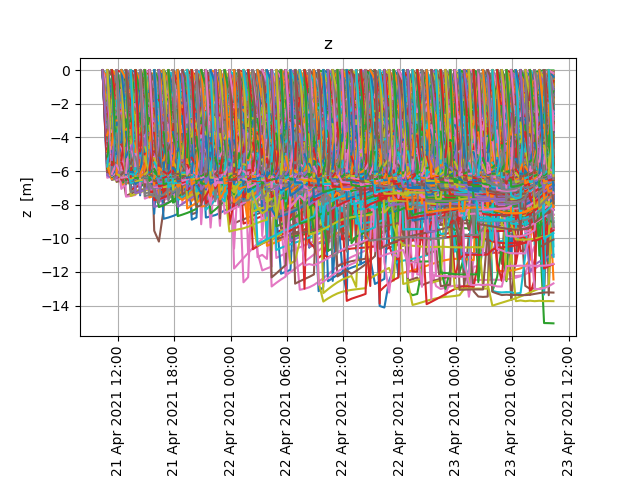 z
0
−2
−4
−6
−8
−10
−12
−14
z [m]
21 Apr 2021 12:00
21 Apr 2021 18:00
22 Apr 2021 00:00
22 Apr 2021 06:00
22 Apr 2021 12:00
22 Apr 2021 18:00
23 Apr 2021 00:00
23 Apr 2021 06:00
23 Apr 2021 12:00